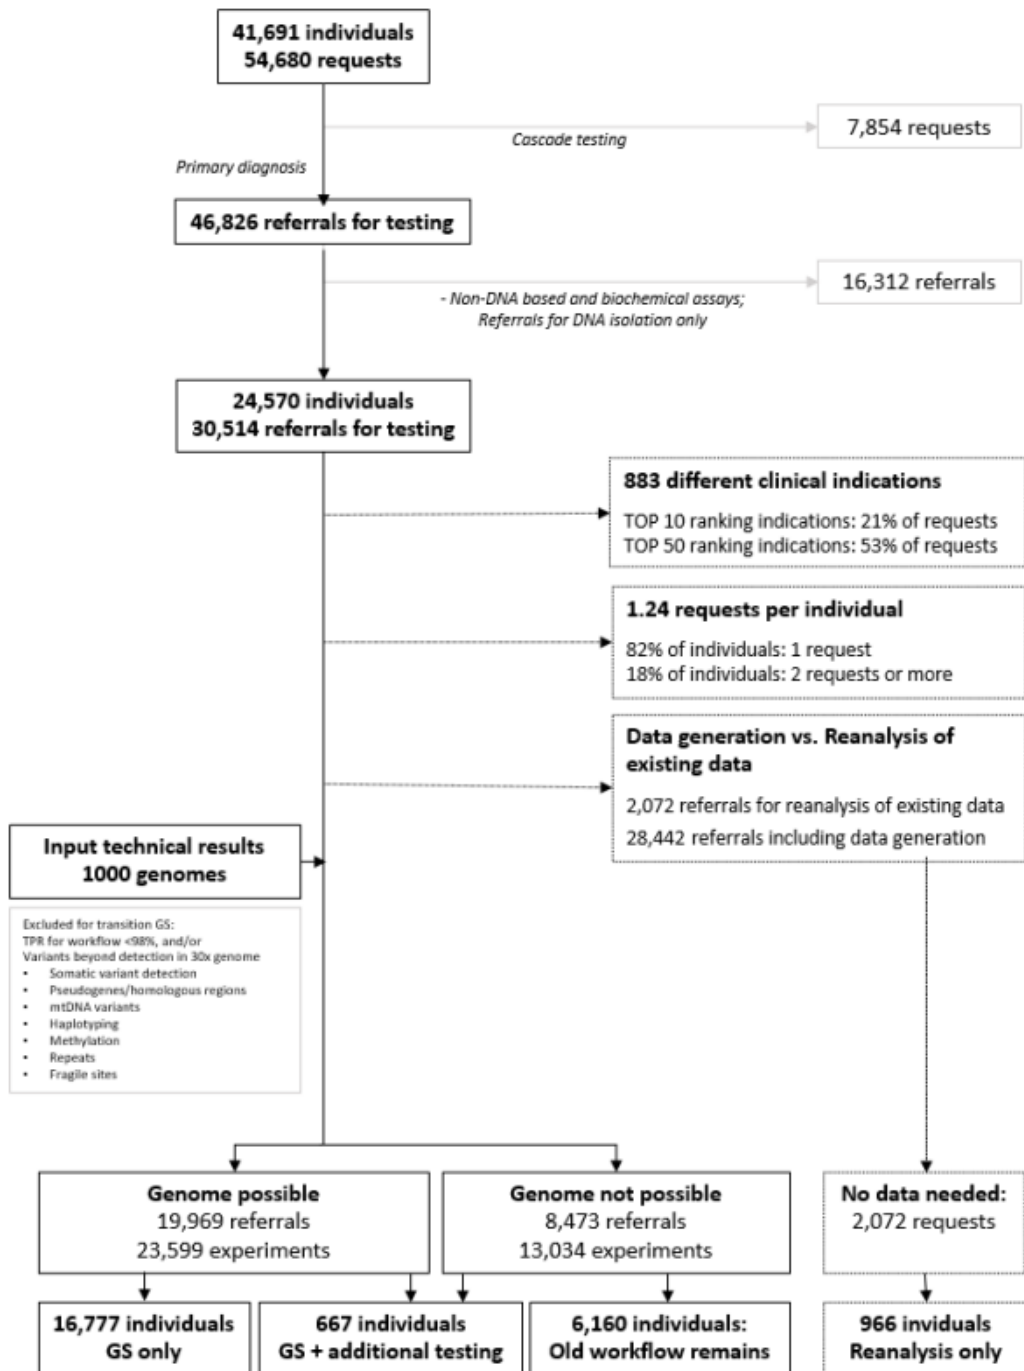 41,691 individuals
54,680 requests
7,854 requests
Cascade testing
Primary diagnosis
46,826 referrals for testing
16,312 referrals
- Non-DNA based and biochemical assays;
Referrals for DNA isolation only
24,570 individuals
30,514 referrals for testing
883 different clinical indications
TOP 10 ranking indications: 21% of requests
TOP 50 ranking indications: 53% of requests
1.24 requests per individual
82% of individuals: 1 request
18% of individuals: 2 requests or more
Data generation vs. Reanalysis of
existing data
2,072 referrals for reanalysis of existing data
28,442 referrals including data generation
Input technical results
1000 genomes
Excluded for transition GS:
TPR for workflow <98%, and/or
Variants beyond detection in 30x genome
• Somatic variant detection
• Pseudogenes/homologous regions
• mtDNA variants
• Haplotyping
• Methylation
• Repeats
• Fragile sites
Genome possible
19,969 referrals
23,599 experiments
Genome not possible
8,473 referrals
13,034 experiments
No data needed:
2,072 requests
16,777 individuals
GS only
667 individuals
GS + additional testing
6,160 individuals:
Old workflow remains
966 inviduals
Reanalysis only